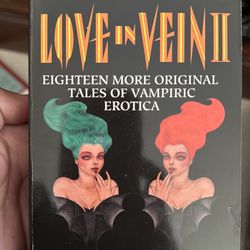 LOVE IN VEIN II
EIGHTEEN MORE ORIGINAL
TALES OF VAMPIRIC
EROTICA